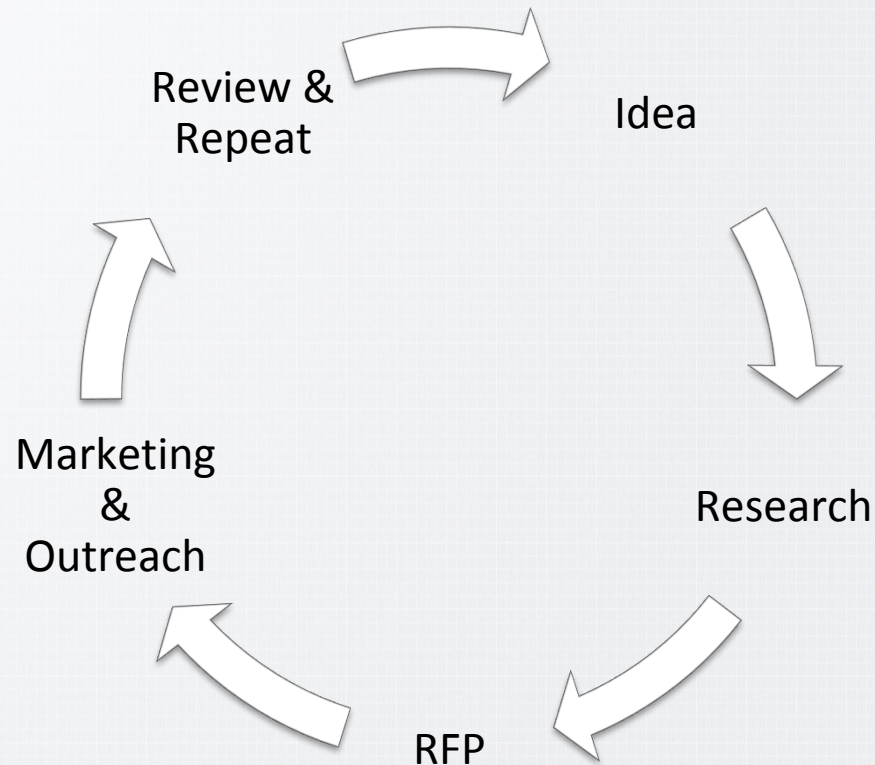 Review &
Repeat
Idea
Marketing
&
Outreach
Research
RFP